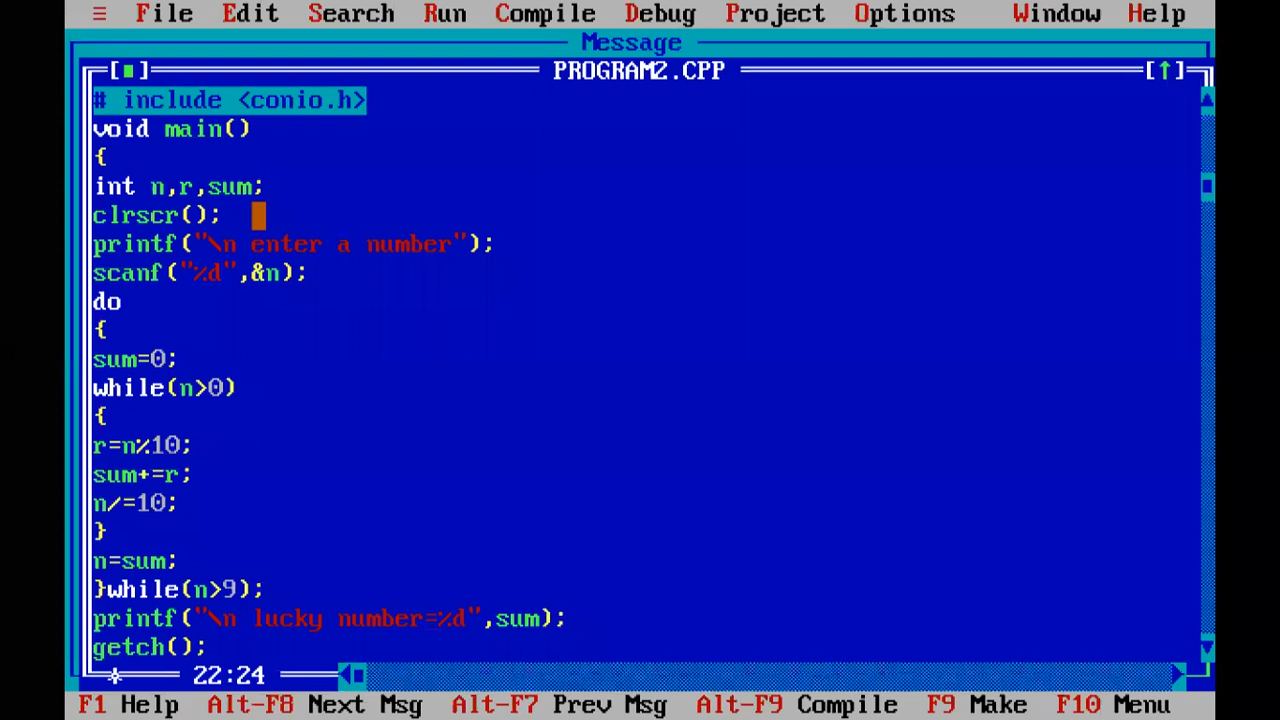 ≡ File Edit Search Run Compile Debug Project Options Window Help
Message
[■] PROGRAM2.CPP [↑]
# include <conio.h>
void main()
{
int n,r,sum;
clrscr();
printf("\n enter a number");
scanf("%d",&n);
do
{
sum=0;
while(n>0)
{
r=n%10;
sum+=r;
n/=10;
}
n=sum;
}while(n>9);
printf("\n lucky number=%d",sum);
getch();
22:24
F1 Help Alt-F8 Next Msg Alt-F7 Prev Msg Alt-F9 Compile F9 Make F10 Menu